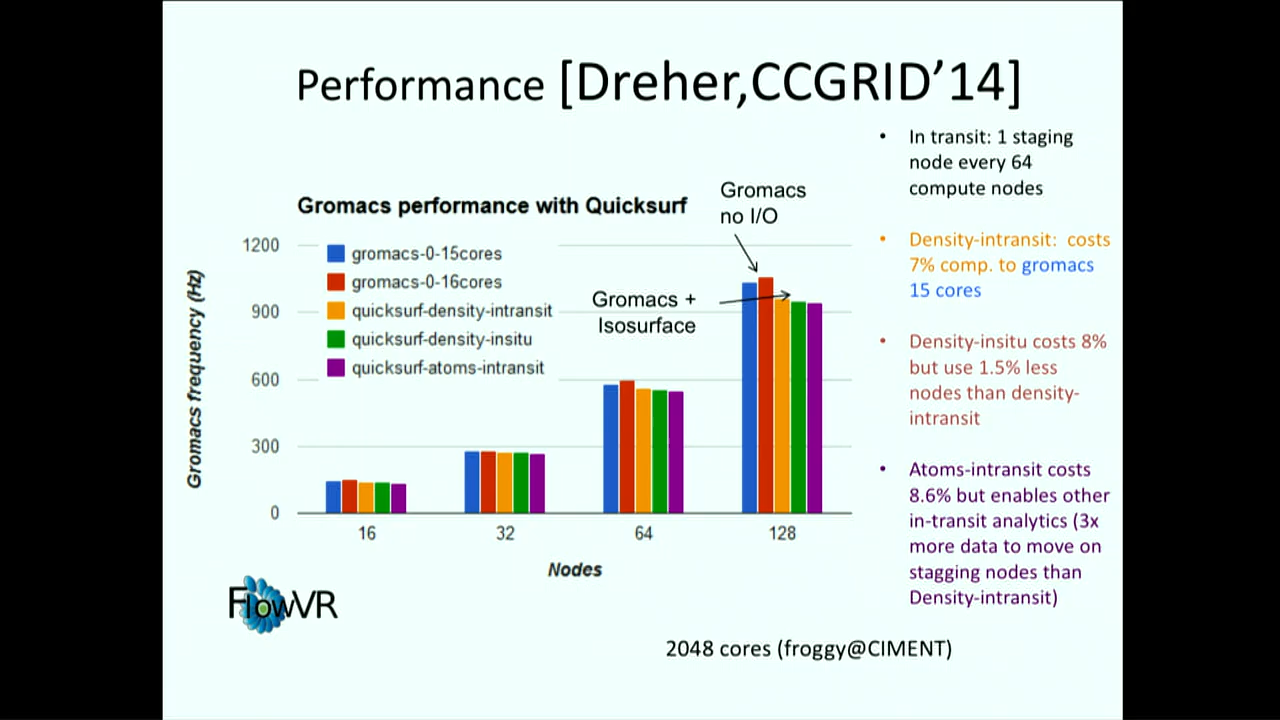 Performance [Dreher,CCGRID'14]
Gromacs performance with Quicksurf
Gromacs
no I/O
Gromacs +
Isosurface
gromacs-0-15cores
gromacs-0-16cores
quicksurf-density-intransit
quicksurf-density-insitu
quicksurf-atoms-intransit
1200
900
600
300
0
Gromacs frequency (Hz)
16
32
64
128
Nodes
• In transit: 1 staging
node every 64
compute nodes
• Density-intransit: costs
7% comp. to gromacs
15 cores
• Density-insitu costs 8%
but use 1.5% less
nodes than density-
intransit
• Atoms-intransit costs
8.6% but enables other
in-transit analytics (3x
more data to move on
stagging nodes than
Density-intransit)
FlowVR
2048 cores (froggy@CIMENT)